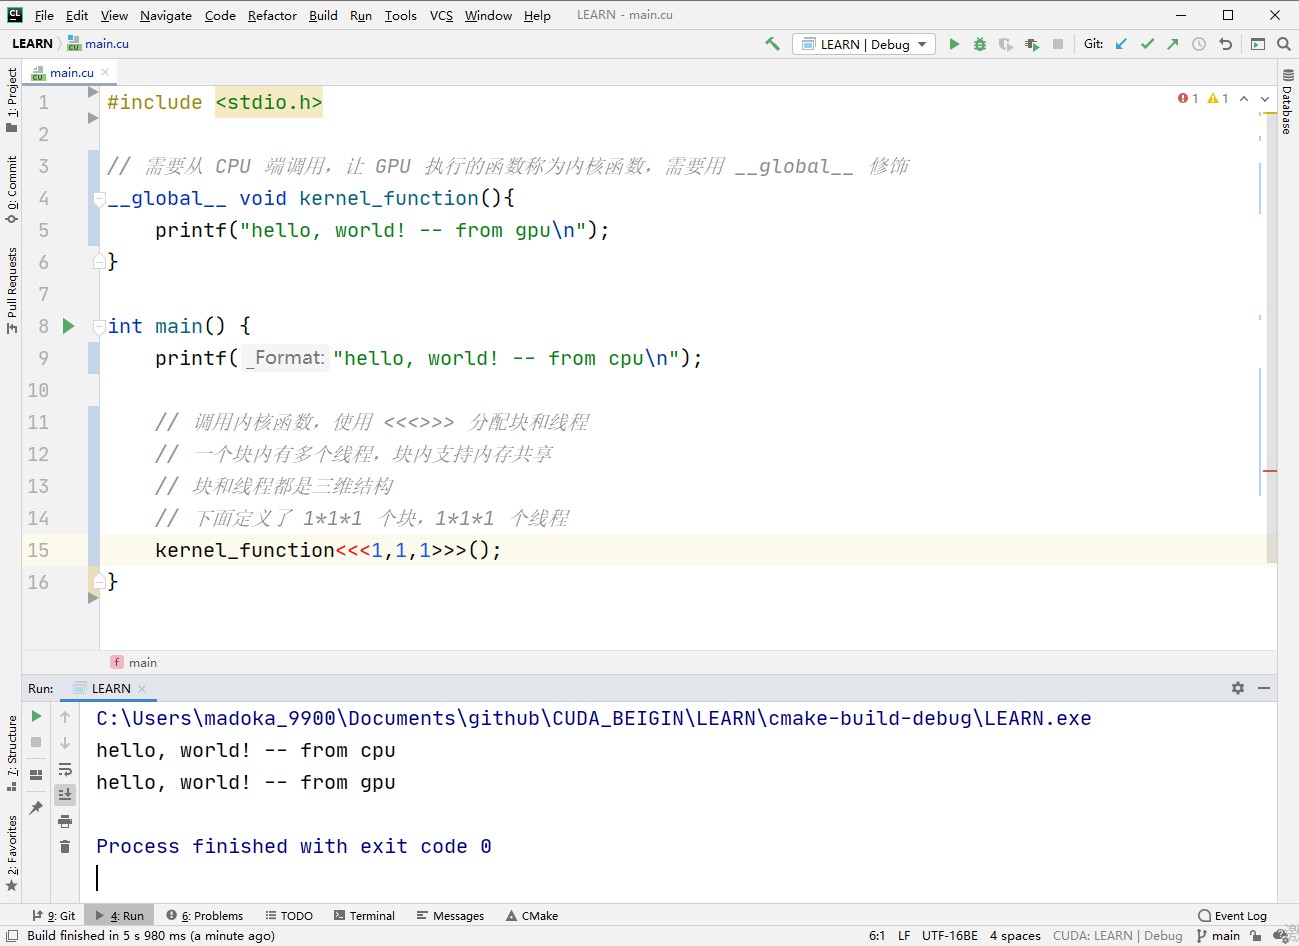 CL File Edit View Navigate Code Refactor Build Run Tools VCS Window Help LEARN - main.cu
LEARN main.cu LEARN | Debug Git:
main.cu
1: Project
0: Commit
Pull Requests
7: Structure
2: Favorites
Database
1 1
1 #include <stdio.h>
2
3 // 需要从 CPU 端调用，让 GPU 执行的函数称为内核函数，需要用 __global__ 修饰
4 __global__ void kernel_function(){
5 printf("hello, world! -- from gpu\n");
6 }
7
8 int main() {
9 printf( _Format: "hello, world! -- from cpu\n");
10
11 // 调用内核函数，使用 <<<>>> 分配块和线程
12 // 一个块内有多个线程，块内支持内存共享
13 // 块和线程都是三维结构
14 // 下面定义了 1*1*1 个块，1*1*1 个线程
15 kernel_function<<<1,1,1>>>();
16 }
f main
Run: LEARN
C:\Users\madoka_9900\Documents\github\CUDA_BEIGIN\LEARN\cmake-build-debug\LEARN.exe
hello, world! -- from cpu
hello, world! -- from gpu
Process finished with exit code 0
9: Git 4: Run 6: Problems TODO Terminal Messages CMake Event Log
Build finished in 5 s 980 ms (a minute ago) 6:1 LF UTF-16BE 4 spaces CUDA: LEARN | Debug main